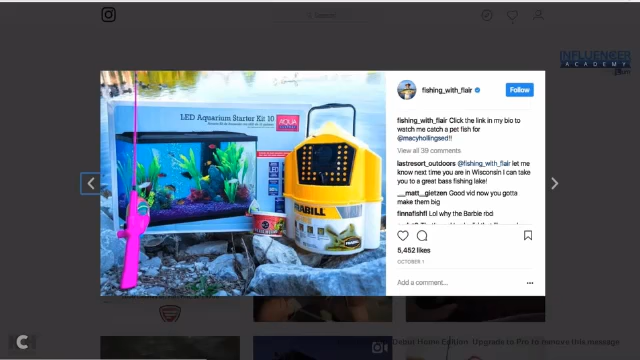 Search
INFLUENCER
ACADEMY
LED Aquarium Starter Kit 10
AQUA
FRABILL
fishing_with_flair
Follow
fishing_with_flair Click the link in my bio to
watch me catch a pet fish for
@macyhollingsed!!
View all 39 comments
lastresort_outdoors @fishing_with_flair let me
know next time you are in Wisconsin I can take
you to a great bass fishing lake!
__matt__gietzen Good vid now you gotta
make them big
finnafishfl Lol why the Barbie rod
5,452 likes
OCTOBER 1
Add a comment...
C
Demo Home Edition. Upgrade to Pro to remove this message